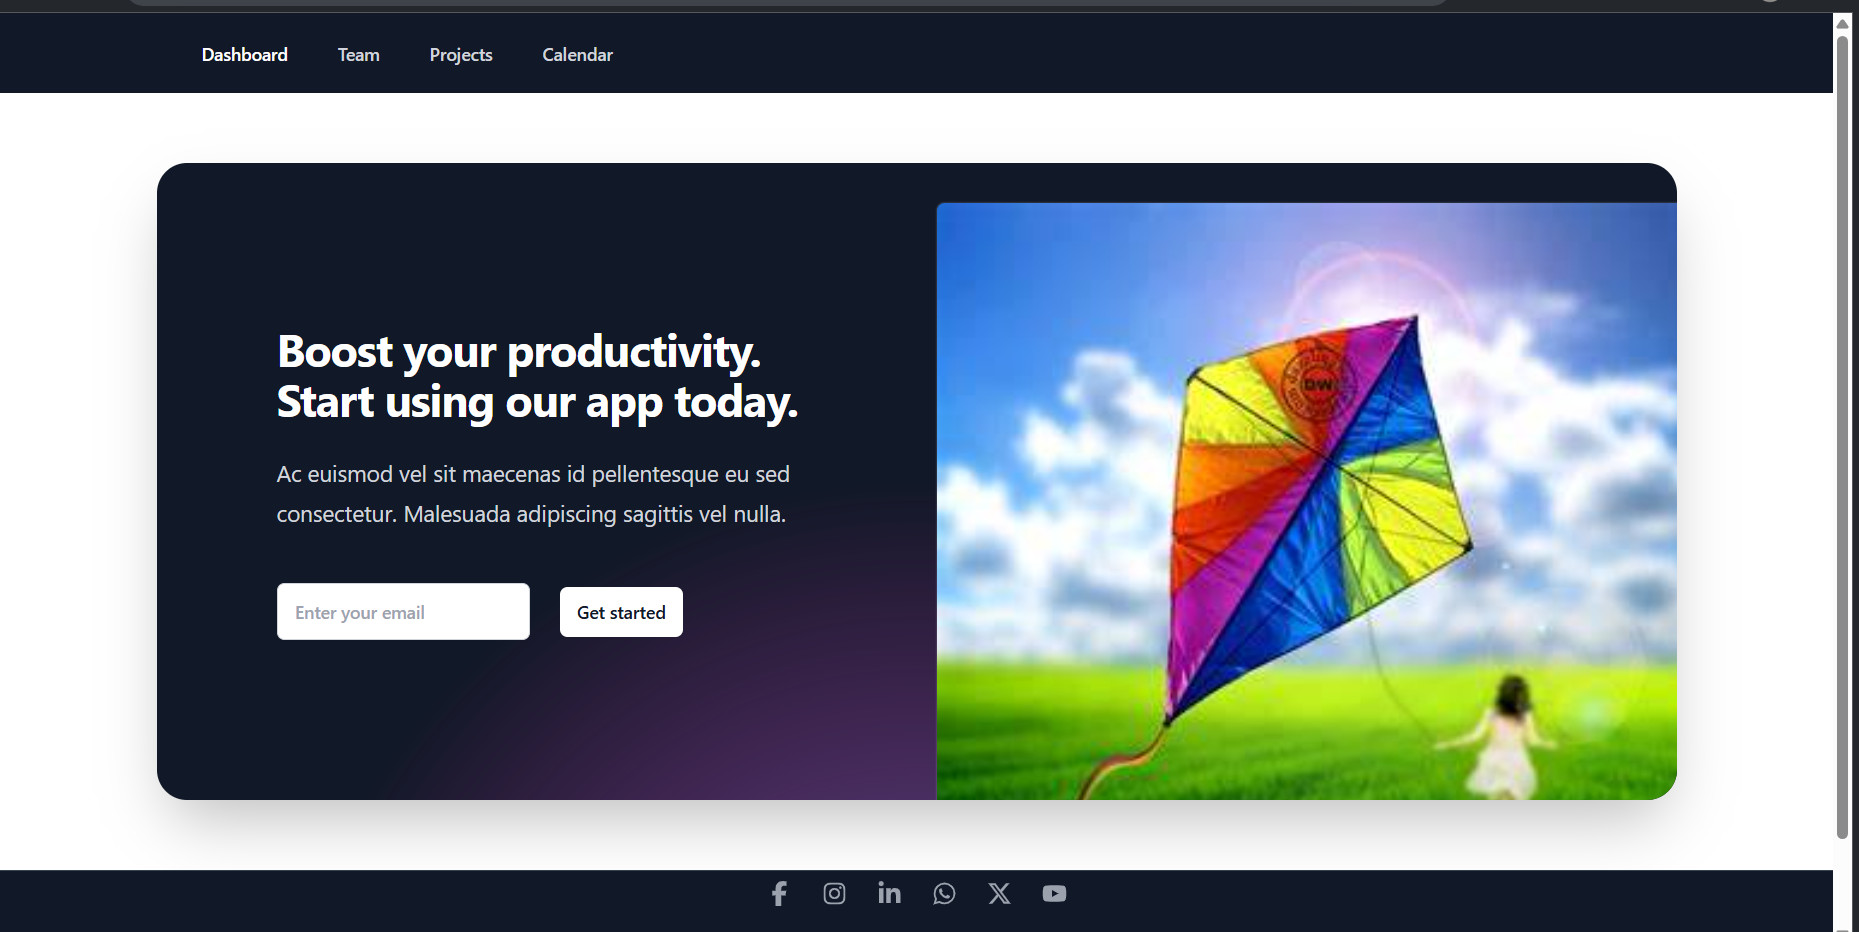 Dashboard Team Projects Calendar
Boost your productivity.
Start using our app today.
Ac euismod vel sit maecenas id pellentesque eu sed
consectetur. Malesuada adipiscing sagittis vel nulla.
Enter your email
Get started
DW